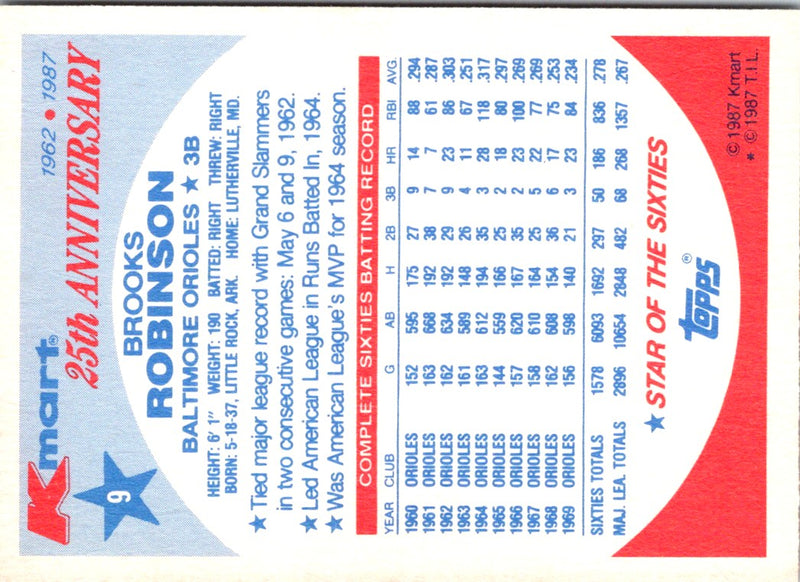 Kmart® 1962 • 1987
25th ANNIVERSARY
9
BROOKS
ROBINSON
BALTIMORE ORIOLES ★ 3B
HEIGHT: 6' 1" WEIGHT: 190 BATTED: RIGHT THREW: RIGHT
BORN: 5-18-37, LITTLE ROCK, ARK. HOME: LUTHERVILLE, MD.
★ Tied major league record with Grand Slammers
in two consecutive games: May 6 and 9, 1962.
★ Led American League in Runs Batted In, 1964.
★ Was American League's MVP for 1964 season.
COMPLETE SIXTIES BATTING RECORD
YEAR CLUB G AB H 2B 3B HR RBI AVG.
1960 ORIOLES 152 595 175 27 9 14 88 .294
1961 ORIOLES 163 668 192 38 7 7 61 .287
1962 ORIOLES 162 634 192 29 9 23 86 .303
1963 ORIOLES 161 589 148 26 4 11 67 .251
1964 ORIOLES 163 612 194 35 3 28 118 .317
1965 ORIOLES 144 559 166 25 2 18 80 .297
1966 ORIOLES 157 620 167 35 2 23 100 .269
1967 ORIOLES 158 610 164 25 5 22 77 .269
1968 ORIOLES 162 608 154 36 6 17 75 .253
1969 ORIOLES 156 598 140 21 3 23 84 .234
SIXTIES TOTALS 1578 6093 1692 297 50 186 836 .278
MAJ. LEA. TOTALS 2896 10654 2848 482 68 268 1357 .267
★ STAR OF THE SIXTIES
TOPPS®
© 1987 Kmart
* © 1987 T.I.L.